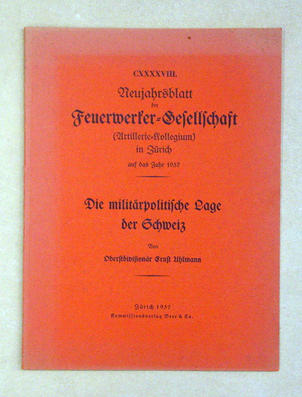 CXXXXVIII.
Neujahrsblatt
der
Feuerwerker-Gesellschaft
(Artillerie-Kollegium)
in Zürich
auf das Jahr 1957
Die militärpolitische Lage
der Schweiz
Von
Oberstdivisionär Ernst Uhlmann
Zürich 1957
Kommissionsverlag Beer & Co.